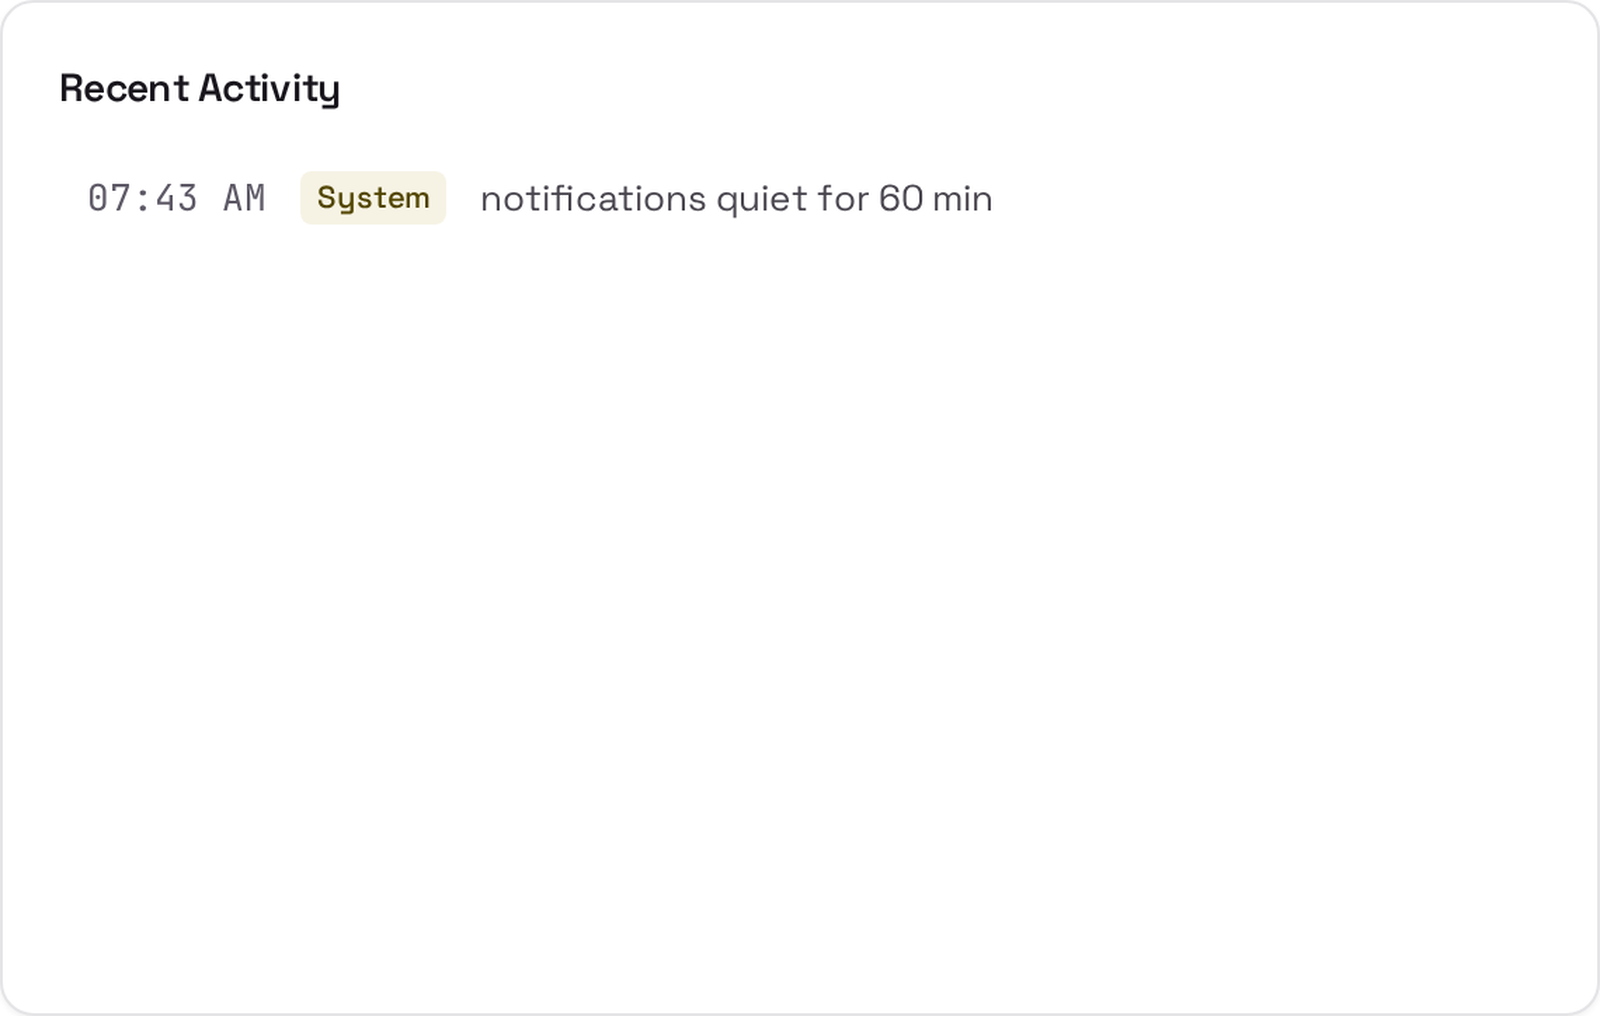 Recent Activity
07:43 AM System notifications quiet for 60 min